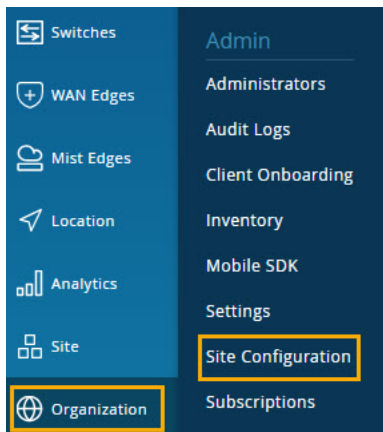 Switches
WAN Edges
Mist Edges
Location
Analytics
Site
Organization
Admin
Administrators
Audit Logs
Client Onboarding
Inventory
Mobile SDK
Settings
Site Configuration
Subscriptions